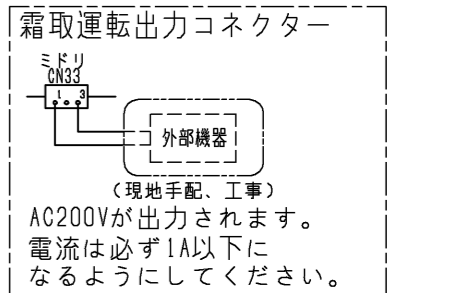 霜取運転出力コネクター
ミドリ
CN33
1 3
外部機器
(現地手配、工事)
AC200Vが出力されます。
電流は必ず1A以下に
なるようにしてください。